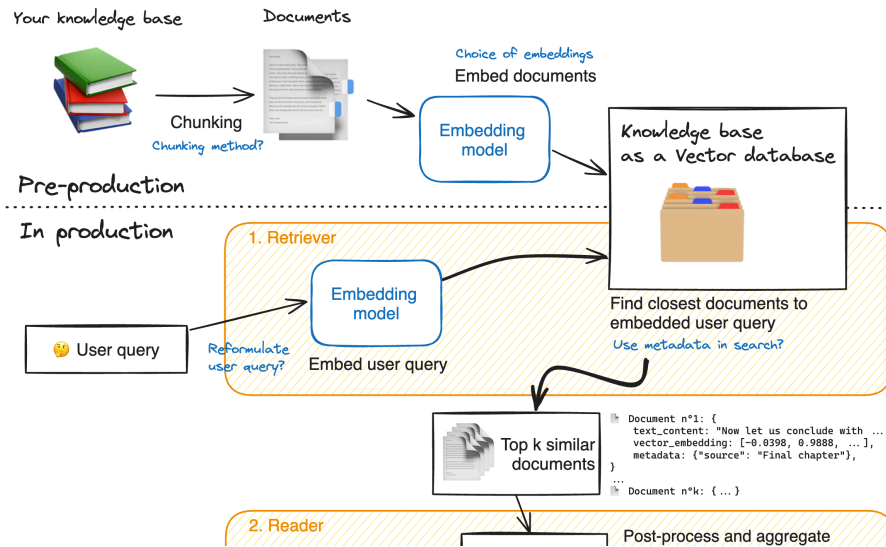 Your knowledge base
Documents
Choice of embeddings
Embed documents
Chunking
Chunking method?
Embedding
model
Knowledge base
as a Vector database
Pre-production
In production
1. Retriever
Embedding
model
🤔 User query
Reformulate
user query?
Embed user query
Find closest documents to
embedded user query
Use metadata in search?
Top k similar
documents
Document n°1: {
text_content: "Now let us conclude with ...
vector_embedding: [-0.0398, 0.9888, ...],
metadata: {"source": "Final chapter"},
}
...
Document n°k: {...}
2. Reader
Post-process and aggregate